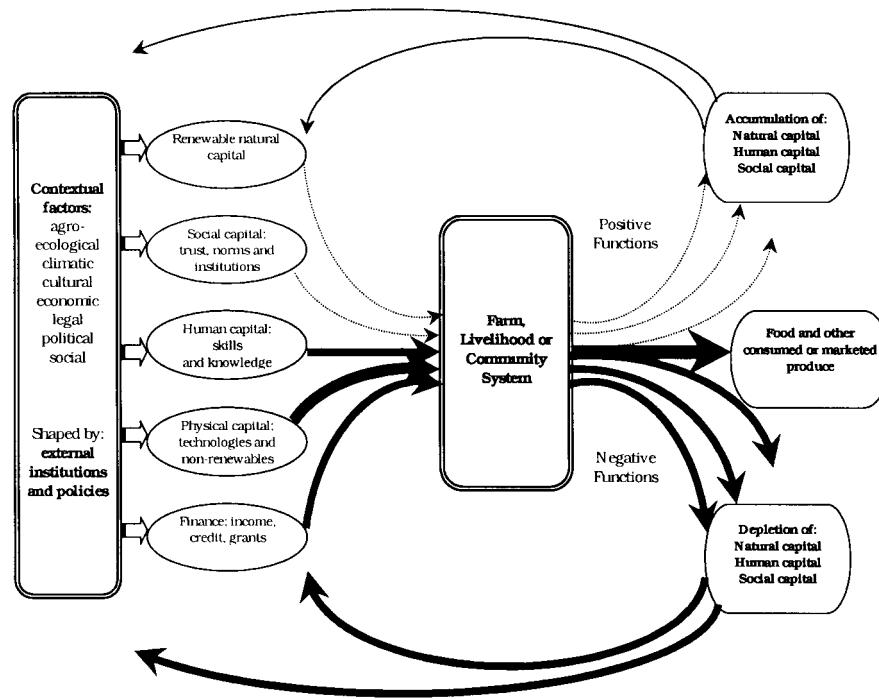 Contextual
factors:
agro-
ecological
climatic
cultural
economic
legal
political
social
Shaped by:
external
institutions
and policies
Renewable natural
capital
Social capital:
trust, norms and
institutions
Human capital:
skills
and knowledge
Physical capital:
technologies and
non-renewables
Finance: income,
credit, grants
Farm,
Livelihood or
Community
System
Positive
Functions
Negative
Functions
Accumulation of:
Natural capital
Human capital
Social capital
Food and other
consumed or marketed
produce
Depletion of:
Natural capital
Human capital
Social capital